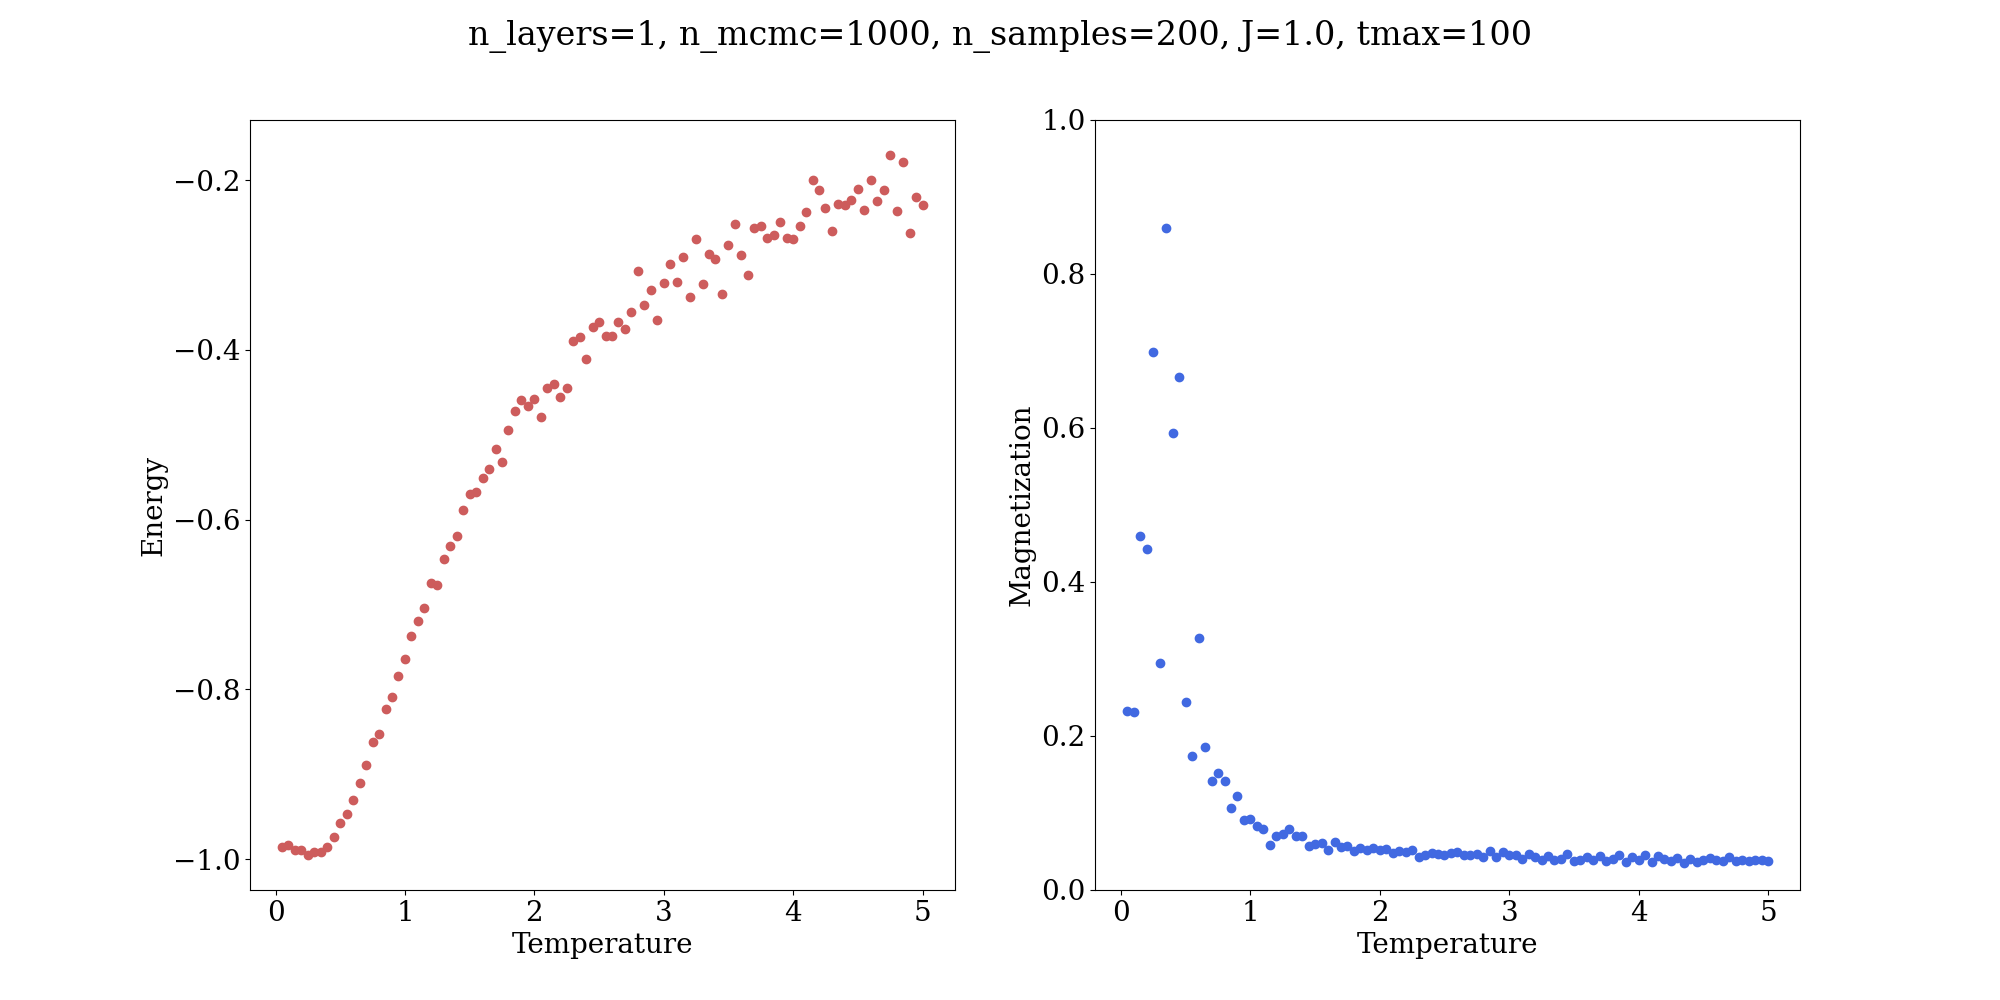 n_layers=1, n_mcmc=1000, n_samples=200, J=1.0, tmax=100
Energy
−0.2
−0.4
−0.6
−0.8
−1.0
0 1 2 3 4 5
Temperature
Magnetization
1.0
0.8
0.6
0.4
0.2
0.0
0 1 2 3 4 5
Temperature